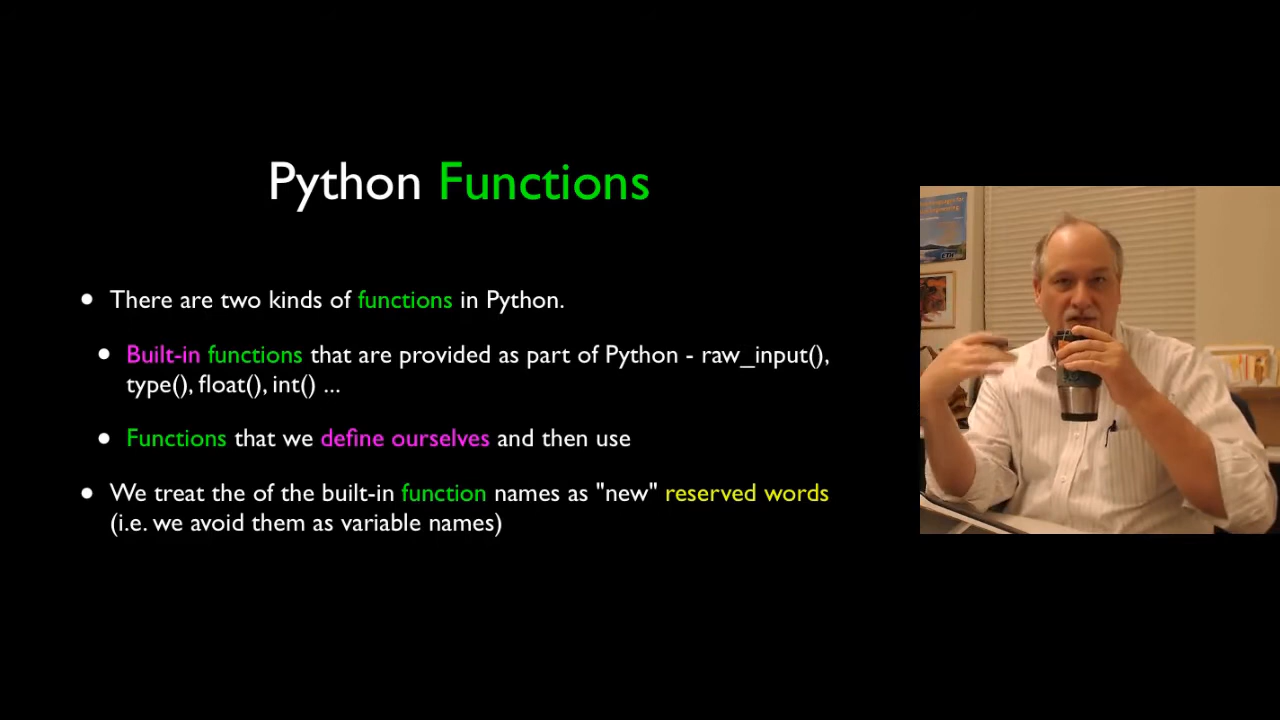 Python Functions
There are two kinds of functions in Python.
Built-in functions that are provided as part of Python - raw_input(),
type(), float(), int() ...
Functions that we define ourselves and then use
We treat the of the built-in function names as "new" reserved words
(i.e. we avoid them as variable names)